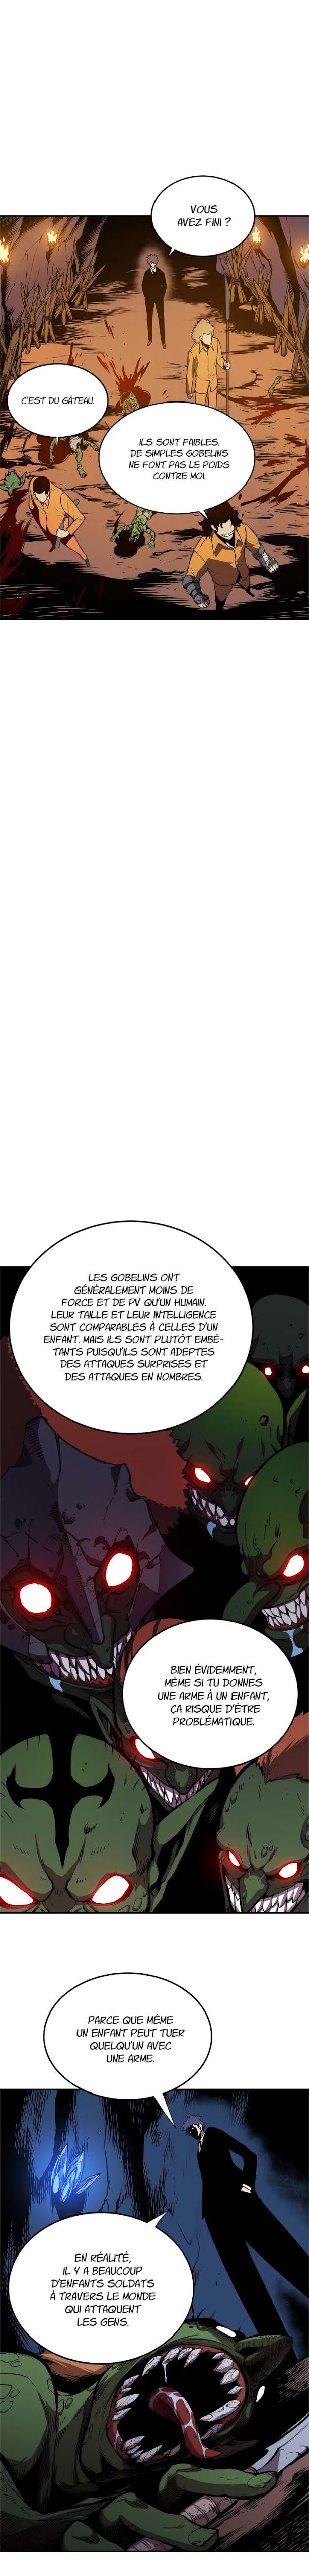 VOUS
AVEZ FINI ?
C'EST DU GÂTEAU.
ILS SONT FAIBLES.
DE SIMPLES GOBELINS
NE FONT PAS LE POIDS
CONTRE MOI.
LES GOBELINS ONT
GÉNÉRALEMENT MOINS DE
FORCE ET DE PV QU'UN HUMAIN.
LEUR TAILLE ET LEUR INTELLIGENCE
SONT COMPARABLES À CELLES D'UN
ENFANT. MAIS ILS SONT PLUTÔT EMBÊ-
TANTS PUISQU'ILS SONT ADEPTES
DES ATTAQUES SURPRISES ET
DES ATTAQUES EN NOMBRES.
BIEN ÉVIDEMMENT,
MÊME SI TU DONNES
UNE ARME À UN ENFANT,
ÇA RISQUE D'ÊTRE
PROBLÉMATIQUE.
PARCE QUE MÊME
UN ENFANT PEUT TUER
QUELQU'UN AVEC
UNE ARME.
EN RÉALITÉ,
IL Y A BEAUCOUP
D'ENFANTS SOLDATS
À TRAVERS LE MONDE
QUI ATTAQUENT
LES GENS.